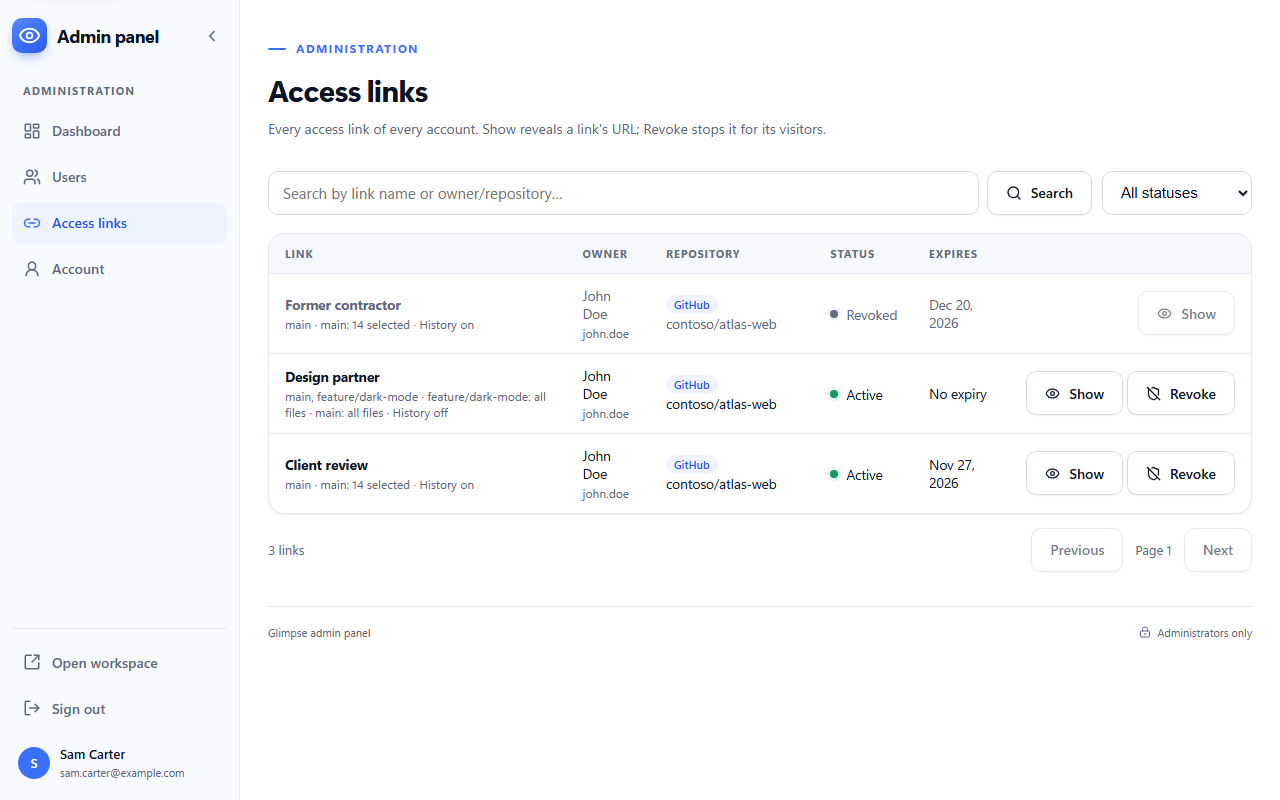 Admin panel
ADMINISTRATION
Dashboard
Users
Access links
Account
Open workspace
Sign out
S
Sam Carter
sam.carter@example.com
ADMINISTRATION
Access links
Every access link of every account. Show reveals a link's URL; Revoke stops it for its visitors.
Search by link name or owner/repository...
Search
All statuses
LINK OWNER REPOSITORY STATUS EXPIRES
Former contractor
main · main: 14 selected · History on
John
Doe
john.doe
GitHub
contoso/atlas-web
Revoked
Dec 20,
2026
Show
Design partner
main, feature/dark-mode · feature/dark-mode: all
files · main: all files · History off
John
Doe
john.doe
GitHub
contoso/atlas-web
Active
No expiry
Show
Revoke
Client review
main · main: 14 selected · History on
John
Doe
john.doe
GitHub
contoso/atlas-web
Active
Nov 27,
2026
Show
Revoke
3 links
Previous
Page 1
Next
Glimpse admin panel
Administrators only